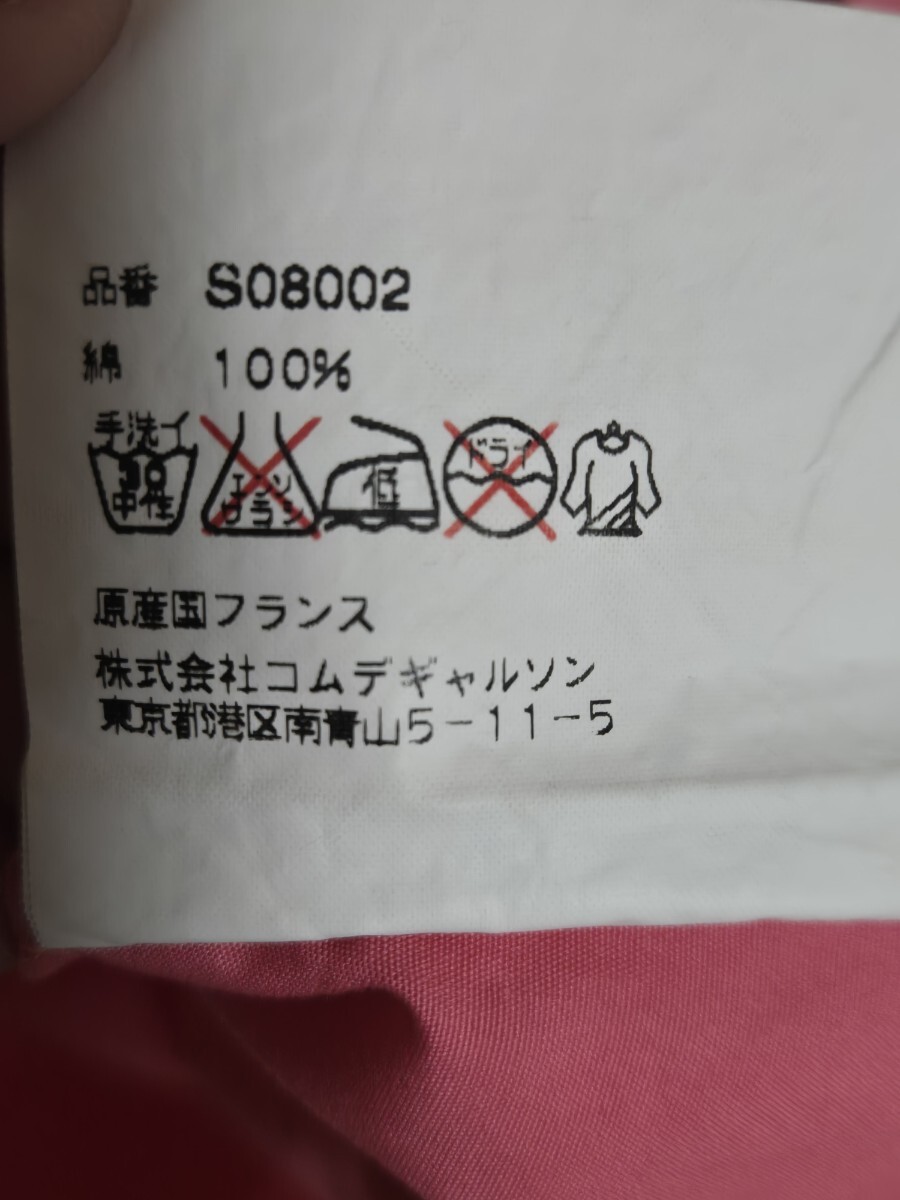 品番 S08002
綿 100%
手洗イ
30
中性
エンソ
サラシ
低
ドライ
原産国フランス
株式会社コムデギャルソン
東京都港区南青山5-11-5